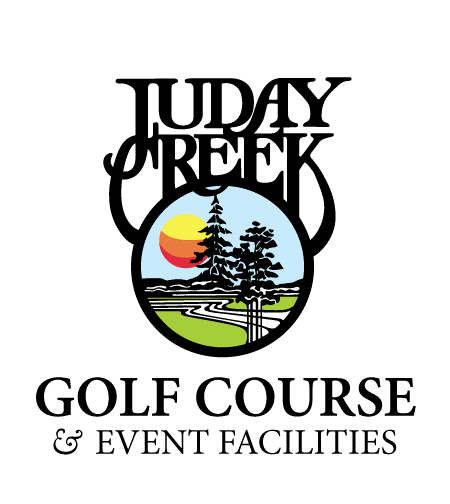 JUDAY
CREEK
GOLF COURSE
& EVENT FACILITIES